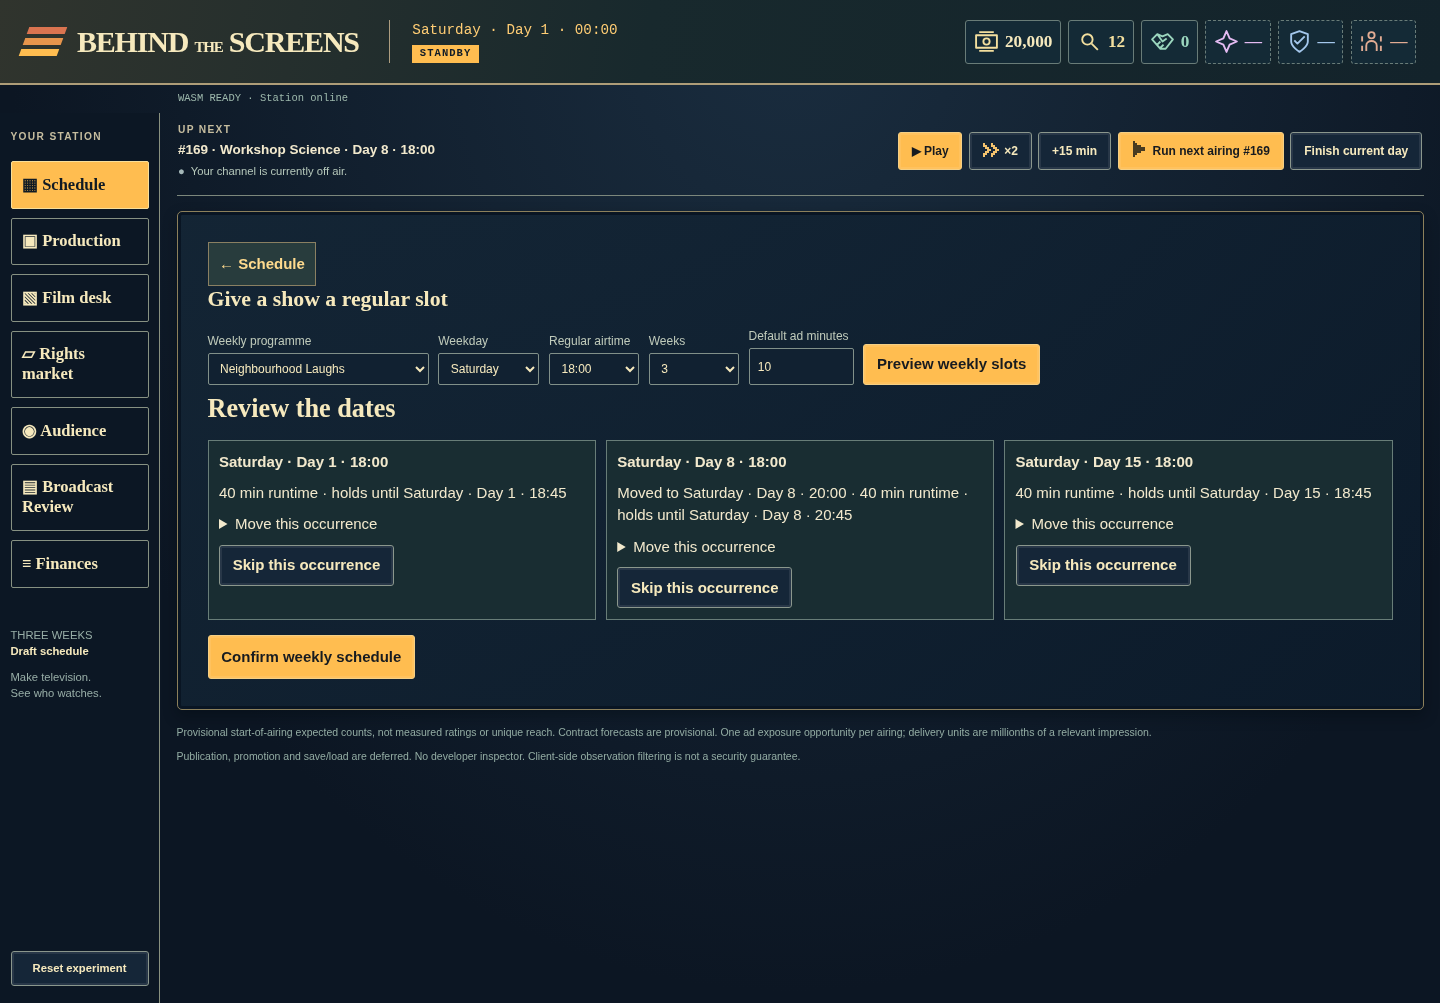 BEHIND THE SCREENS
Saturday · Day 1 · 00:00
STANDBY
20,000
12
0
—
—
—
WASM READY · Station online
YOUR STATION
▦ Schedule
▣ Production
▧ Film desk
▱ Rights
market
◉ Audience
▤ Broadcast
Review
≡ Finances
THREE WEEKS
Draft schedule
Make television.
See who watches.
Reset experiment
UP NEXT
#169 · Workshop Science · Day 8 · 18:00
● Your channel is currently off air.
▶ Play
×2
+15 min
Run next airing #169
Finish current day
← Schedule
Give a show a regular slot
Weekly programme
Weekday
Regular airtime
Weeks
Default ad minutes
Neighbourhood Laughs
Saturday
18:00
3
10
Preview weekly slots
Review the dates
Saturday · Day 1 · 18:00
40 min runtime · holds until Saturday · Day 1 · 18:45
▶ Move this occurrence
Skip this occurrence
Saturday · Day 8 · 18:00
Moved to Saturday · Day 8 · 20:00 · 40 min runtime ·
holds until Saturday · Day 8 · 20:45
▶ Move this occurrence
Skip this occurrence
Saturday · Day 15 · 18:00
40 min runtime · holds until Saturday · Day 15 · 18:45
▶ Move this occurrence
Skip this occurrence
Confirm weekly schedule
Provisional start-of-airing expected counts, not measured ratings or unique reach. Contract forecasts are provisional. One ad exposure opportunity per airing; delivery units are millionths of a relevant impression.
Publication, promotion and save/load are deferred. No developer inspector. Client-side observation filtering is not a security guarantee.